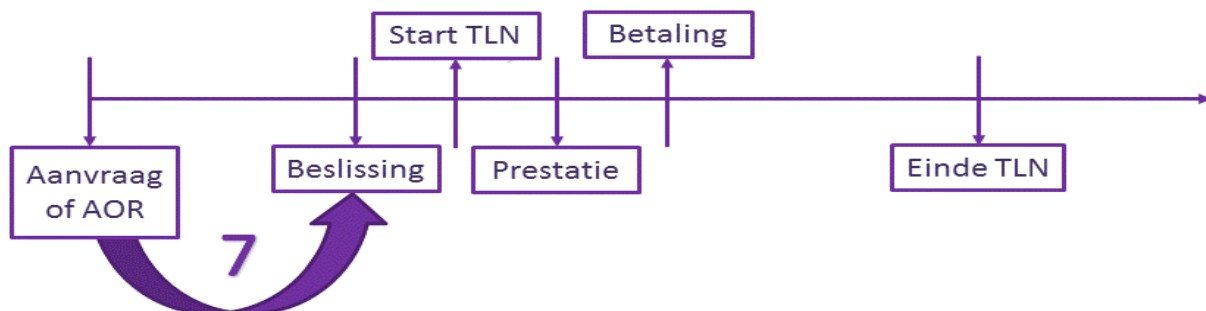 Start TLN
Betaling
Aanvraag
of AOR
Beslissing
Prestatie
Einde TLN
7